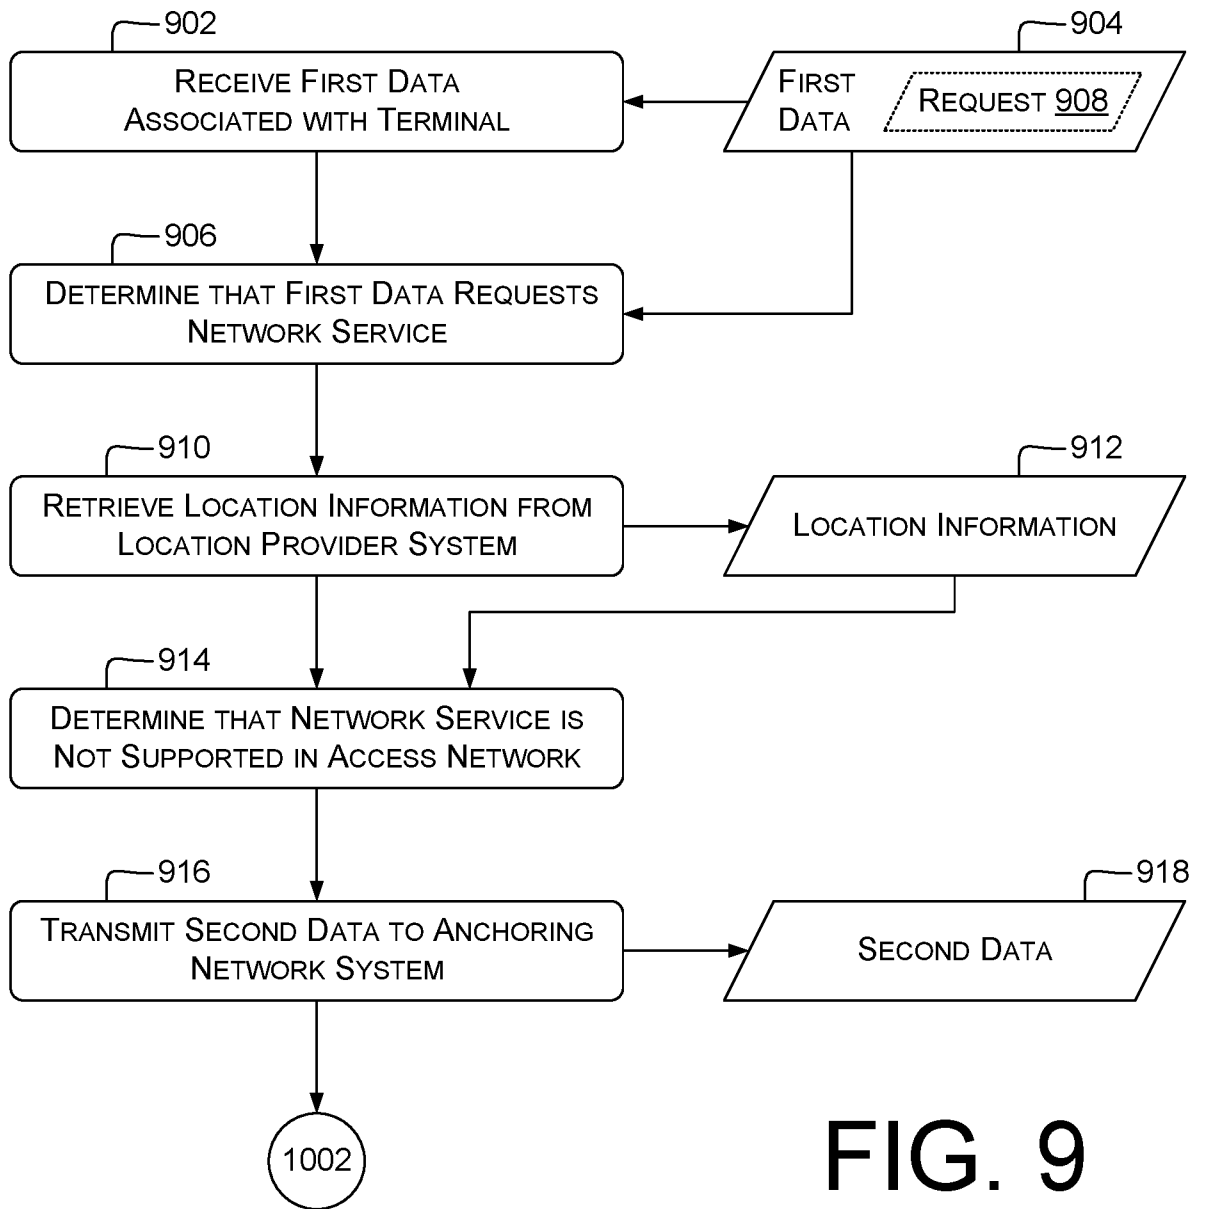 902
904
RECEIVE FIRST DATA
ASSOCIATED WITH TERMINAL
FIRST
DATA
REQUEST 908
906
DETERMINE THAT FIRST DATA REQUESTS
NETWORK SERVICE
910
912
RETRIEVE LOCATION INFORMATION FROM
LOCATION PROVIDER SYSTEM
LOCATION INFORMATION
914
DETERMINE THAT NETWORK SERVICE IS
NOT SUPPORTED IN ACCESS NETWORK
916
918
TRANSMIT SECOND DATA TO ANCHORING
NETWORK SYSTEM
SECOND DATA
1002
FIG. 9